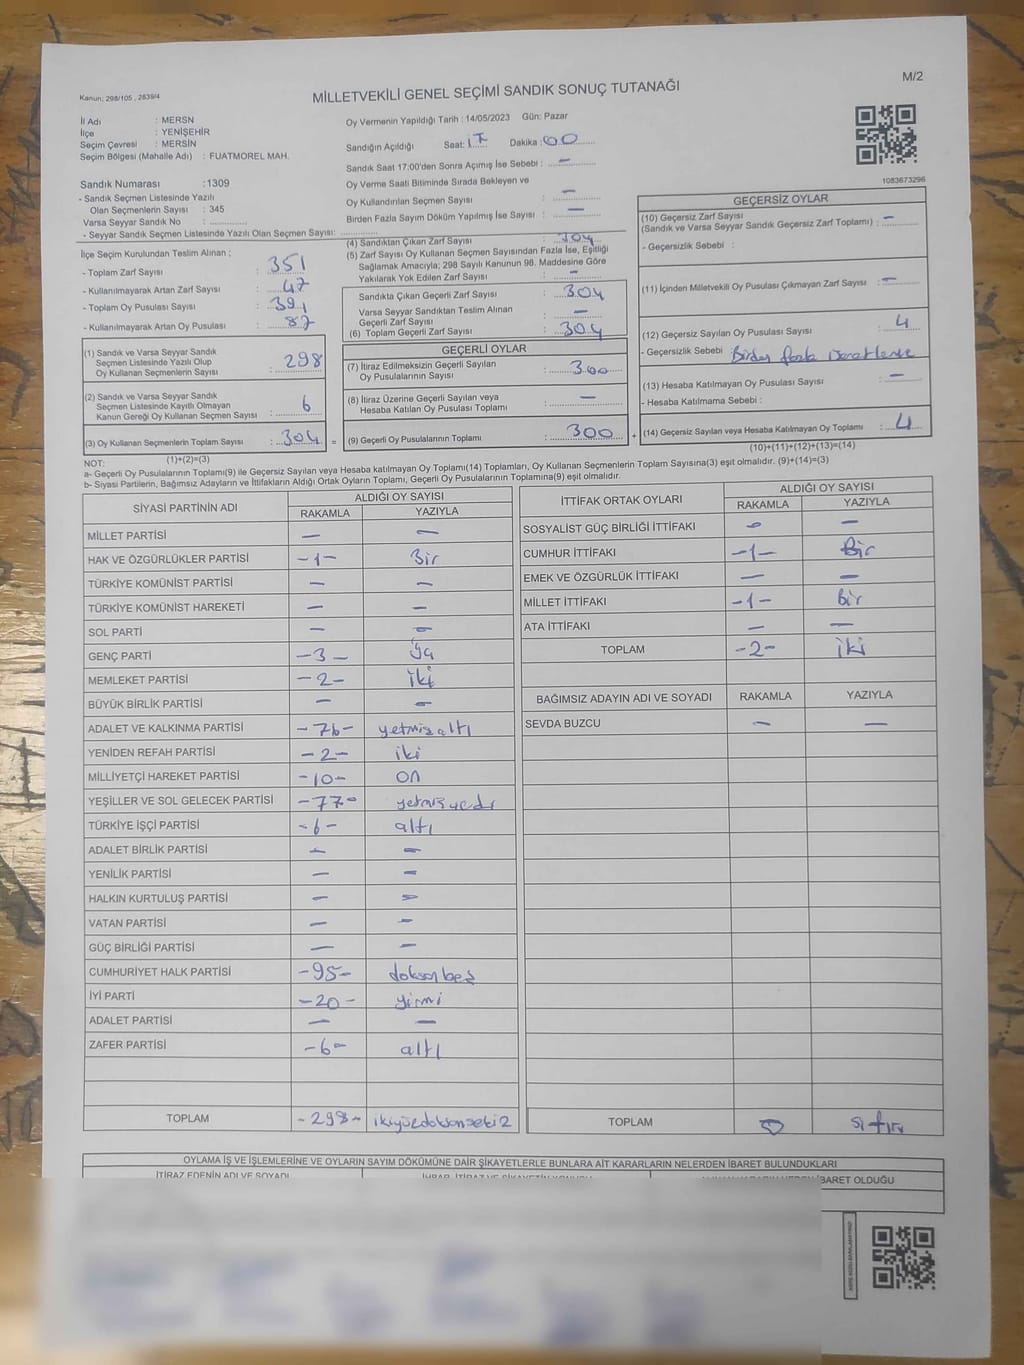 M/2
Kanun: 298/105 , 2839/4
MİLLETVEKİLİ GENEL SEÇİMİ SANDIK SONUÇ TUTANAĞI
İl Adı : MERSN
İlçe : YENİŞEHİR
Seçim Çevresi : MERSİN
Seçim Bölgesi (Mahalle Adı) : FUATMOREL MAH.
Sandık Numarası :1309
- Sandık Seçmen Listesinde Yazılı
Olan Seçmenlerin Sayısı : 345
Varsa Seyyar Sandık No :
- Seyyar Sandık Seçmen Listesinde Yazılı Olan Seçmen Sayısı:
İlçe Seçim Kurulundan Teslim Alınan ;
- Toplam Zarf Sayısı : 351
- Kullanılmayarak Artan Zarf Sayısı : 47
- Toplam Oy Pusulası Sayısı : 391
- Kullanılmayarak Artan Oy Pusulası : 87
(1) Sandık ve Varsa Seyyar Sandık
Seçmen Listesinde Yazılı Olup
Oy Kullanan Seçmenlerin Sayısı : 298
(2) Sandık ve Varsa Seyyar Sandık
Seçmen Listesinde Kayıtlı Olmayan
Kanun Gereği Oy Kullanan Seçmen Sayısı : 6
(3) Oy Kullanan Seçmenlerin Toplam Sayısı : 304
(1)+(2)=(3)
Oy Vermenin Yapıldığı Tarih : 14/05/2023 Gün: Pazar
Sandığın Açıldığı Saat: 17 Dakika : 00
Sandık Saat 17:00'den Sonra Açımış İse Sebebi : —
Oy Verme Saati Bitiminde Sırada Bekleyen ve
Oy Kullandırılan Seçmen Sayısı : —
Birden Fazla Sayım Döküm Yapılmış İse Sayısı : —
(4) Sandıktan Çıkan Zarf Sayısı : 304
(5) Zarf Sayısı Oy Kullanan Seçmen Sayısından Fazla İse, Eşitliği
Sağlamak Amacıyla; 298 Sayılı Kanunun 98. Maddesine Göre
Yakılarak Yok Edilen Zarf Sayısı : —
Sandıkta Çıkan Geçerli Zarf Sayısı : 304
Varsa Seyyar Sandıktan Teslim Alınan
Geçerli Zarf Sayısı : —
(6) Toplam Geçerli Zarf Sayısı : 304
GEÇERLİ OYLAR
(7) İtiraz Edilmeksizin Geçerli Sayılan
Oy Pusulalarının Sayısı : 300
(8) İtiraz Üzerine Geçerli Sayılan veya
Hesaba Katılan Oy Pusulası Toplamı : —
= (9) Geçerli Oy Pusulalarının Toplamı : 300 +
1083673296
GEÇERSİZ OYLAR
(10) Geçersiz Zarf Sayısı
(Sandık ve Varsa Seyyar Sandık Geçersiz Zarf Toplamı) : —
- Geçersizlik Sebebi :
(11) İçinden Milletvekili Oy Pusulası Çıkmayan Zarf Sayısı : —
(12) Geçersiz Sayılan Oy Pusulası Sayısı : 4
- Geçersizlik Sebebi : Birden fazla işaretleme
(13) Hesaba Katılmayan Oy Pusulası Sayısı : —
- Hesaba Katılmama Sebebi :
(14) Geçersiz Sayılan veya Hesaba Katılmayan Oy Toplamı : 4
(10)+(11)+(12)+(13)=(14)
NOT:
a- Geçerli Oy Pusulalarının Toplamı(9) ile Geçersiz Sayılan veya Hesaba katılmayan Oy Toplamı(14) Toplamları, Oy Kullanan Seçmenlerin Toplam Sayısına(3) eşit olmalıdır. (9)+(14)=(3)
b- Siyasi Partilerin, Bağımsız Adayların ve İttifakların Aldığı Ortak Oyların Toplamı, Geçerli Oy Pusulalarının Toplamına(9) eşit olmalıdır.
SİYASİ PARTİNİN ADI ALDIĞI OY SAYISI
RAKAMLA YAZIYLA
MİLLET PARTİSİ — —
HAK VE ÖZGÜRLÜKLER PARTİSİ -1- Bir
TÜRKİYE KOMÜNİST PARTİSİ — —
TÜRKİYE KOMÜNİST HAREKETİ — —
SOL PARTİ — —
GENÇ PARTİ -3-
MEMLEKET PARTİSİ -2- iki
BÜYÜK BİRLİK PARTİSİ — —
ADALET VE KALKINMA PARTİSİ -76- yetmişaltı
YENİDEN REFAH PARTİSİ -2- iki
MİLLİYETÇİ HAREKET PARTİSİ -10- on
YEŞİLLER VE SOL GELECEK PARTİSİ -77-
TÜRKİYE İŞÇİ PARTİSİ -6- altı
ADALET BİRLİK PARTİSİ — —
YENİLİK PARTİSİ — —
HALKIN KURTULUŞ PARTİSİ — —
VATAN PARTİSİ — —
GÜÇ BİRLİĞİ PARTİSİ — —
CUMHURİYET HALK PARTİSİ -95- doksanbeş
İYİ PARTİ -20- yirmi
ADALET PARTİSİ — —
ZAFER PARTİSİ -6- altı
TOPLAM -298- ikiyüzdoksansekiz
İTTİFAK ORTAK OYLARI ALDIĞI OY SAYISI
RAKAMLA YAZIYLA
SOSYALİST GÜÇ BİRLİĞİ İTTİFAKI — —
CUMHUR İTTİFAKI -1- Bir
EMEK VE ÖZGÜRLÜK İTTİFAKI — —
MİLLET İTTİFAKI -1- Bir
ATA İTTİFAKI — —
TOPLAM -2- iki
BAĞIMSIZ ADAYIN ADI VE SOYADI RAKAMLA YAZIYLA
SEVDA BUZCU — —
TOPLAM 0 sıfır
OYLAMA İŞ VE İŞLEMLERİNE VE OYLARIN SAYIM DÖKÜMÜNE DAİR ŞİKAYETLERLE BUNLARA AİT KARARLARIN NELERDEN İBARET BULUNDUKLARI
İTİRAZ EDENİN ADI VE SOYADI
İBARET OLDUĞU